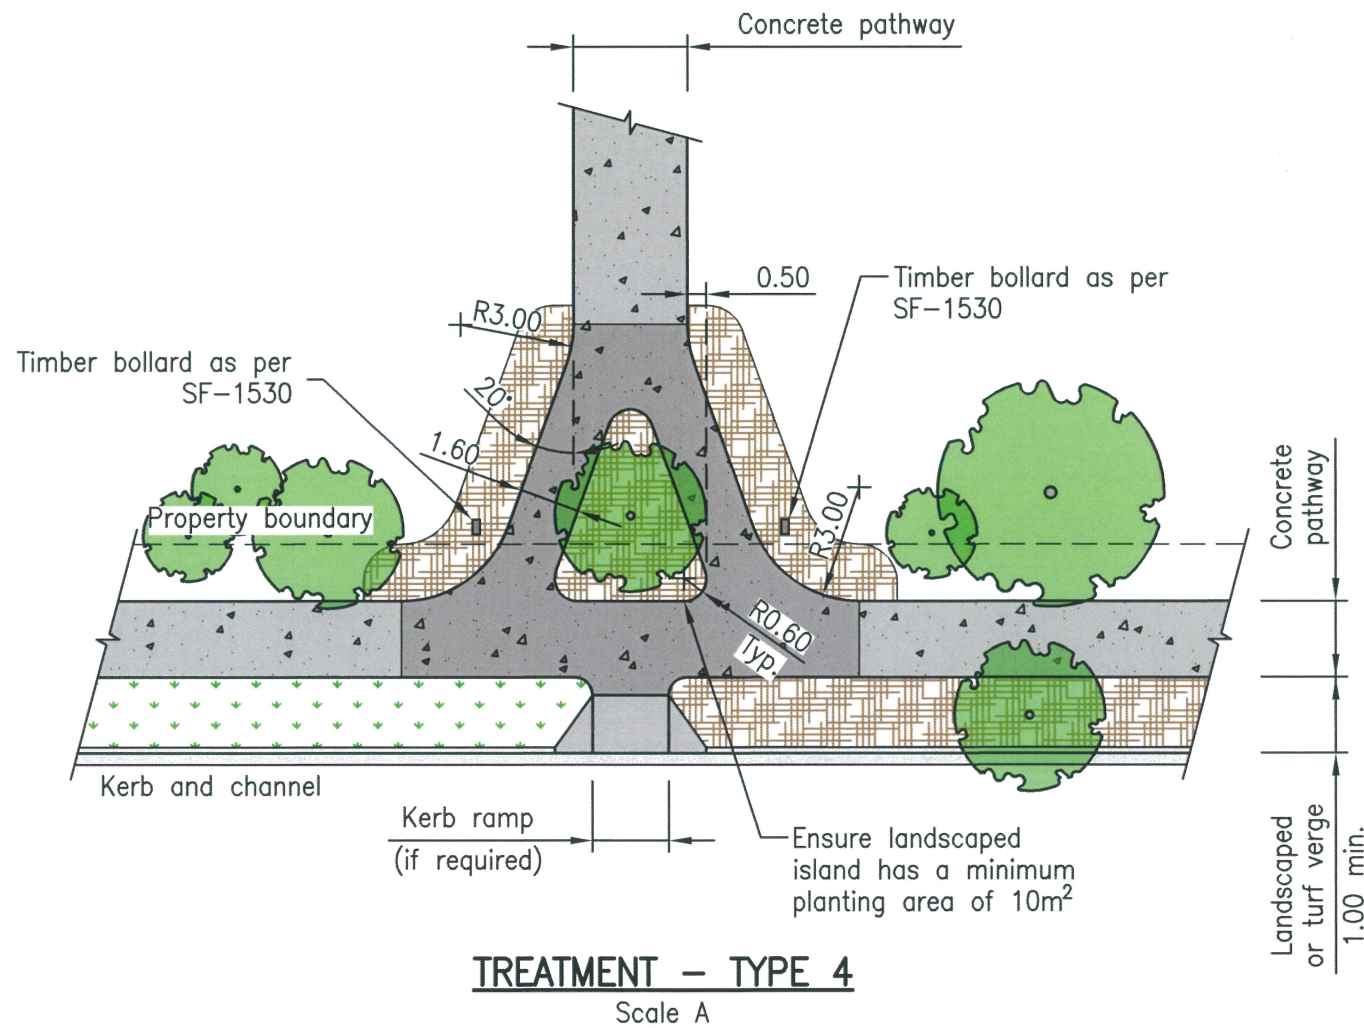 Concrete pathway
0.50
Timber bollard as per
SF-1530
R3.00
Timber bollard as per
SF-1530
20°
1.60
R3.00
Concrete
pathway
Property boundary
R0.60
Typ.
Kerb and channel
Kerb ramp
(if required)
Ensure landscaped
island has a minimum
planting area of 10m²
Landscaped
or turf verge
1.00 min.
TREATMENT - TYPE 4
Scale A